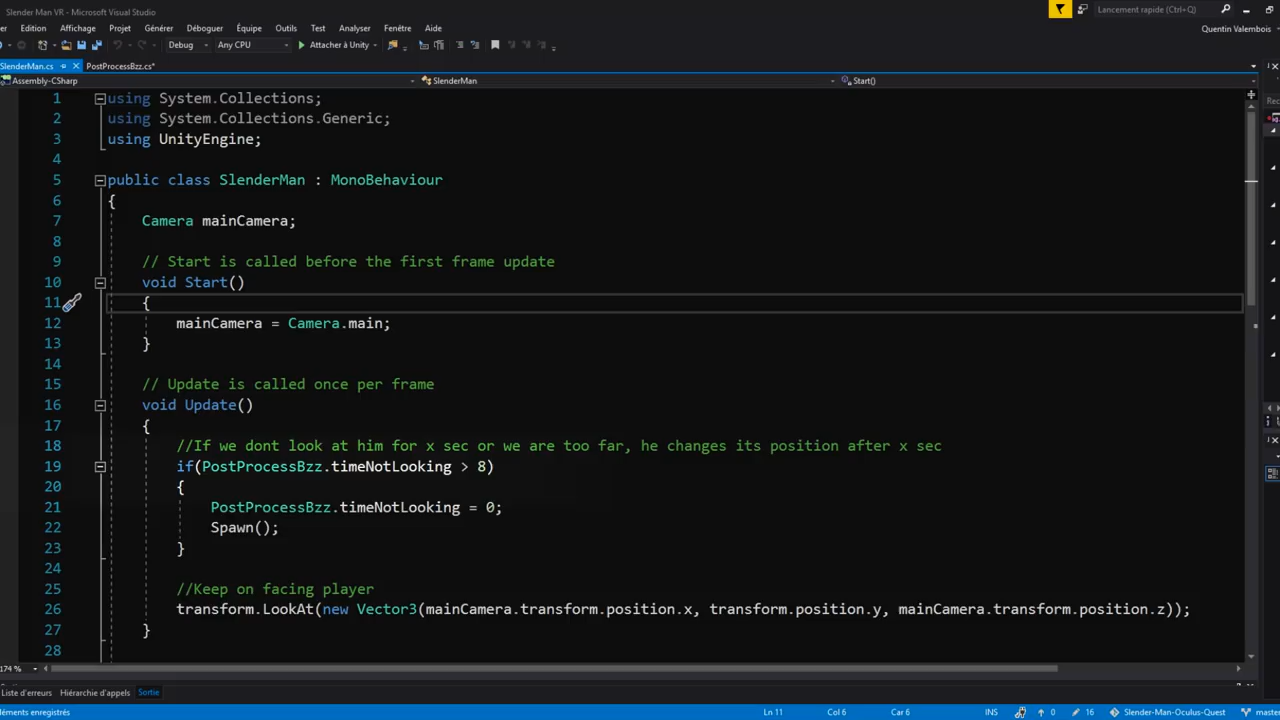 Slender Man VR - Microsoft Visual Studio
Lancement rapide (Ctrl+Q)
Edition Affichage Projet Générer Déboguer Équipe Outils Test Analyser Fenêtre Aide
Quentin Valembois
Debug Any CPU Attacher à Unity
SlenderMan.cs PostProcessBzz.cs*
Assembly-CSharp SlenderMan Start()
1 using System.Collections;
2 using System.Collections.Generic;
3 using UnityEngine;
4
5 public class SlenderMan : MonoBehaviour
6 {
7 Camera mainCamera;
8
9 // Start is called before the first frame update
10 void Start()
11 {
12 mainCamera = Camera.main;
13 }
14
15 // Update is called once per frame
16 void Update()
17 {
18 //If we dont look at him for x sec or we are too far, he changes its position after x sec
19 if(PostProcessBzz.timeNotLooking > 8)
20 {
21 PostProcessBzz.timeNotLooking = 0;
22 Spawn();
23 }
24
25 //Keep on facing player
26 transform.LookAt(new Vector3(mainCamera.transform.position.x, transform.position.y, mainCamera.transform.position.z));
27 }
28
174 %
Liste d'erreurs Hiérarchie d'appels Sortie
éléments enregistrés Ln 11 Col 6 Car 6 INS 0 16 Slender-Man-Oculus-Quest